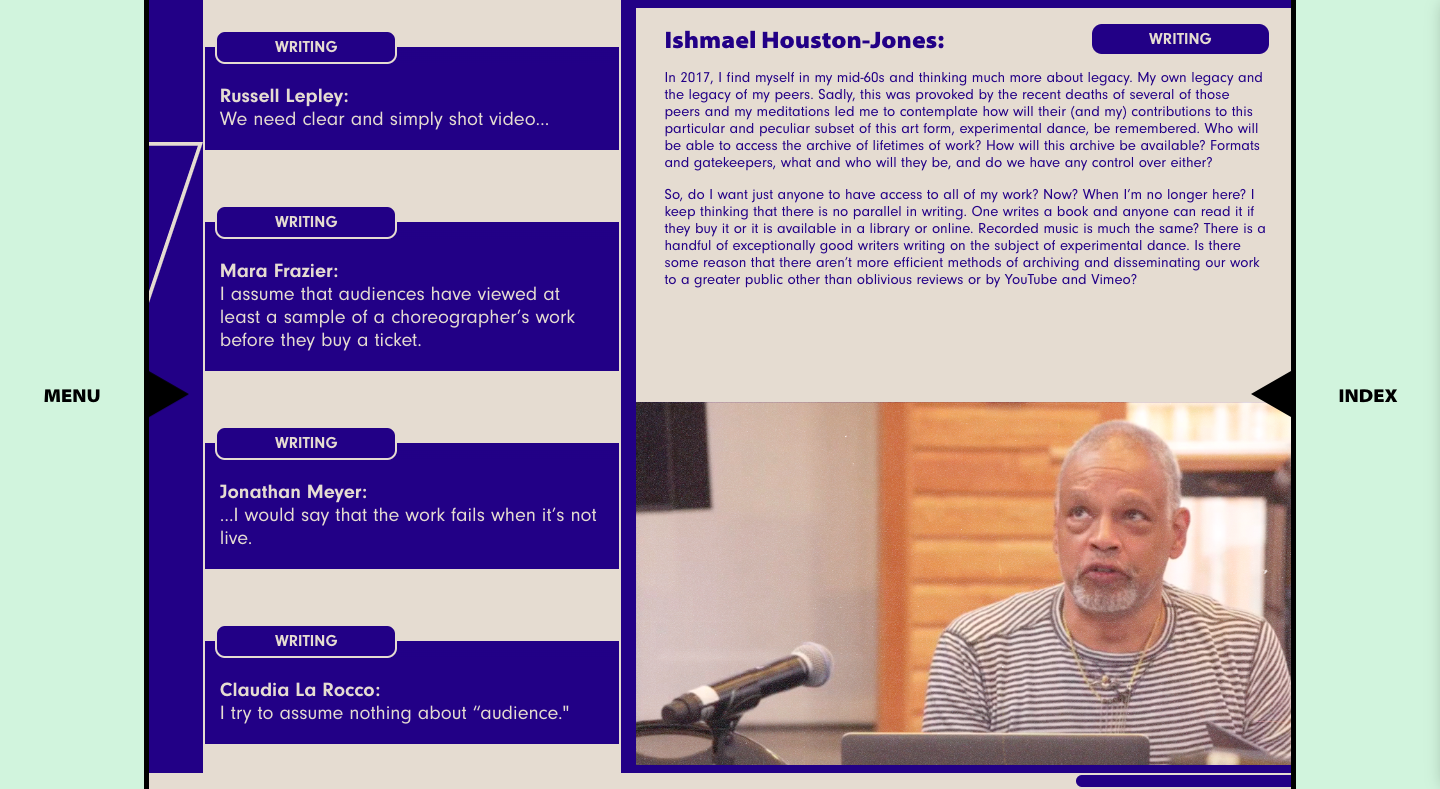 MENU
WRITING
Russell Lepley:
We need clear and simply shot video...
WRITING
Mara Frazier:
I assume that audiences have viewed at
least a sample of a choreographer’s work
before they buy a ticket.
WRITING
Jonathan Meyer:
...I would say that the work fails when it’s not
live.
WRITING
Claudia La Rocco:
I try to assume nothing about “audience."
Ishmael Houston-Jones:
WRITING
In 2017, I find myself in my mid-60s and thinking much more about legacy. My own legacy and
the legacy of my peers. Sadly, this was provoked by the recent deaths of several of those
peers and my meditations led me to contemplate how will their (and my) contributions to this
particular and peculiar subset of this art form, experimental dance, be remembered. Who will
be able to access the archive of lifetimes of work? How will this archive be available? Formats
and gatekeepers, what and who will they be, and do we have any control over either?
So, do I want just anyone to have access to all of my work? Now? When I’m no longer here? I
keep thinking that there is no parallel in writing. One writes a book and anyone can read it if
they buy it or it is available in a library or online. Recorded music is much the same? There is a
handful of exceptionally good writers writing on the subject of experimental dance. Is there
some reason that there aren’t more efficient methods of archiving and disseminating our work
to a greater public other than oblivious reviews or by YouTube and Vimeo?
INDEX